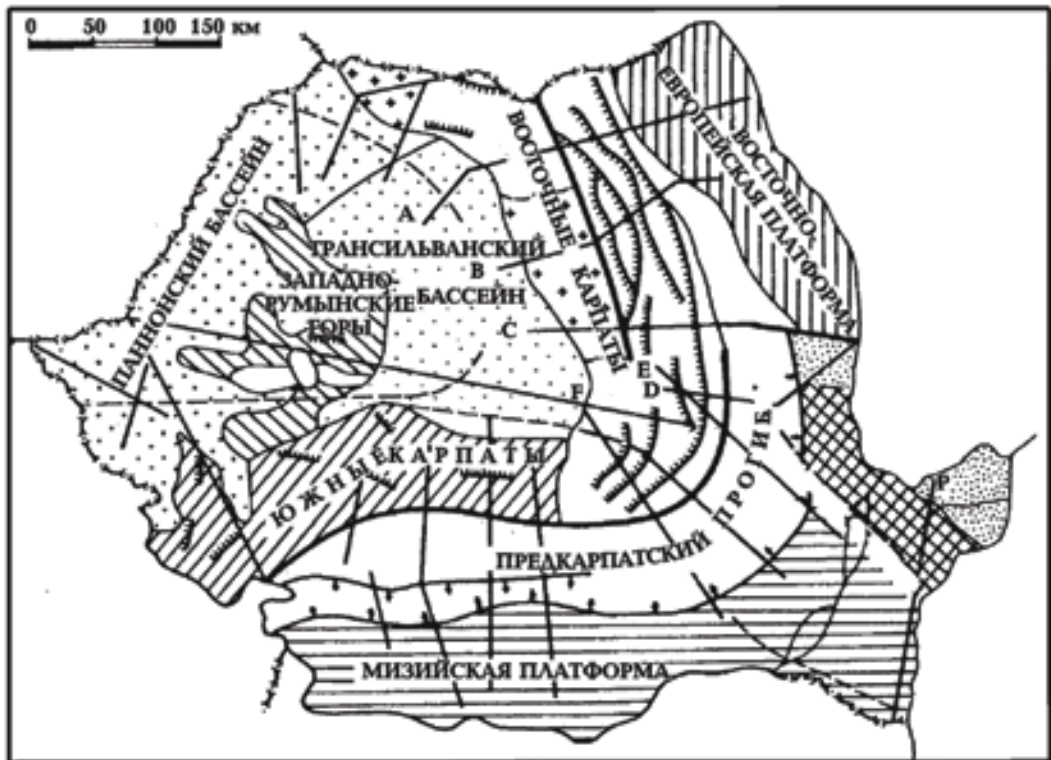 0 50 100 150 км
ПАННОНСКИЙ БАССЕЙН
ВОСТОЧНО-
ЕВРОПЕЙСКАЯ ПЛАТФОРМА
ВООТОЧНЫЕ
КАРПАТЫ
А
ТРАНСИЛЬВАНСКИЙ
В
БАССЕЙН
С
ЗАПАДНО-
РУМЫНСКИЕ
ГОРЫ
Е
D
F
ЮЖНЫЕ КАРПАТЫ
Р
ПРЕДКАРПАТСКИЙ ПРОГИБ
МИЗИЙСКАЯ ПЛАТФОРМА